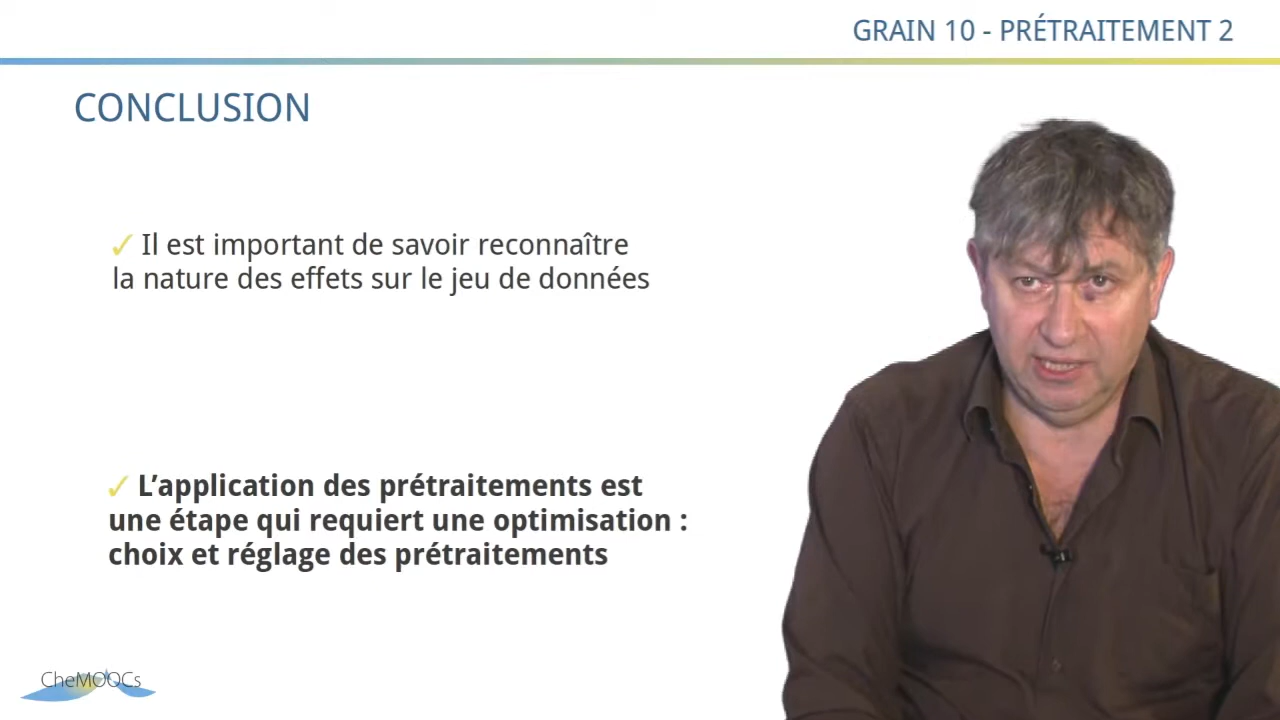 GRAIN 10 - PRÉTRAITEMENT 2
CONCLUSION
✓ Il est important de savoir reconnaître
la nature des effets sur le jeu de données
✓ L’application des prétraitements est
une étape qui requiert une optimisation :
choix et réglage des prétraitements
CheMOOCs